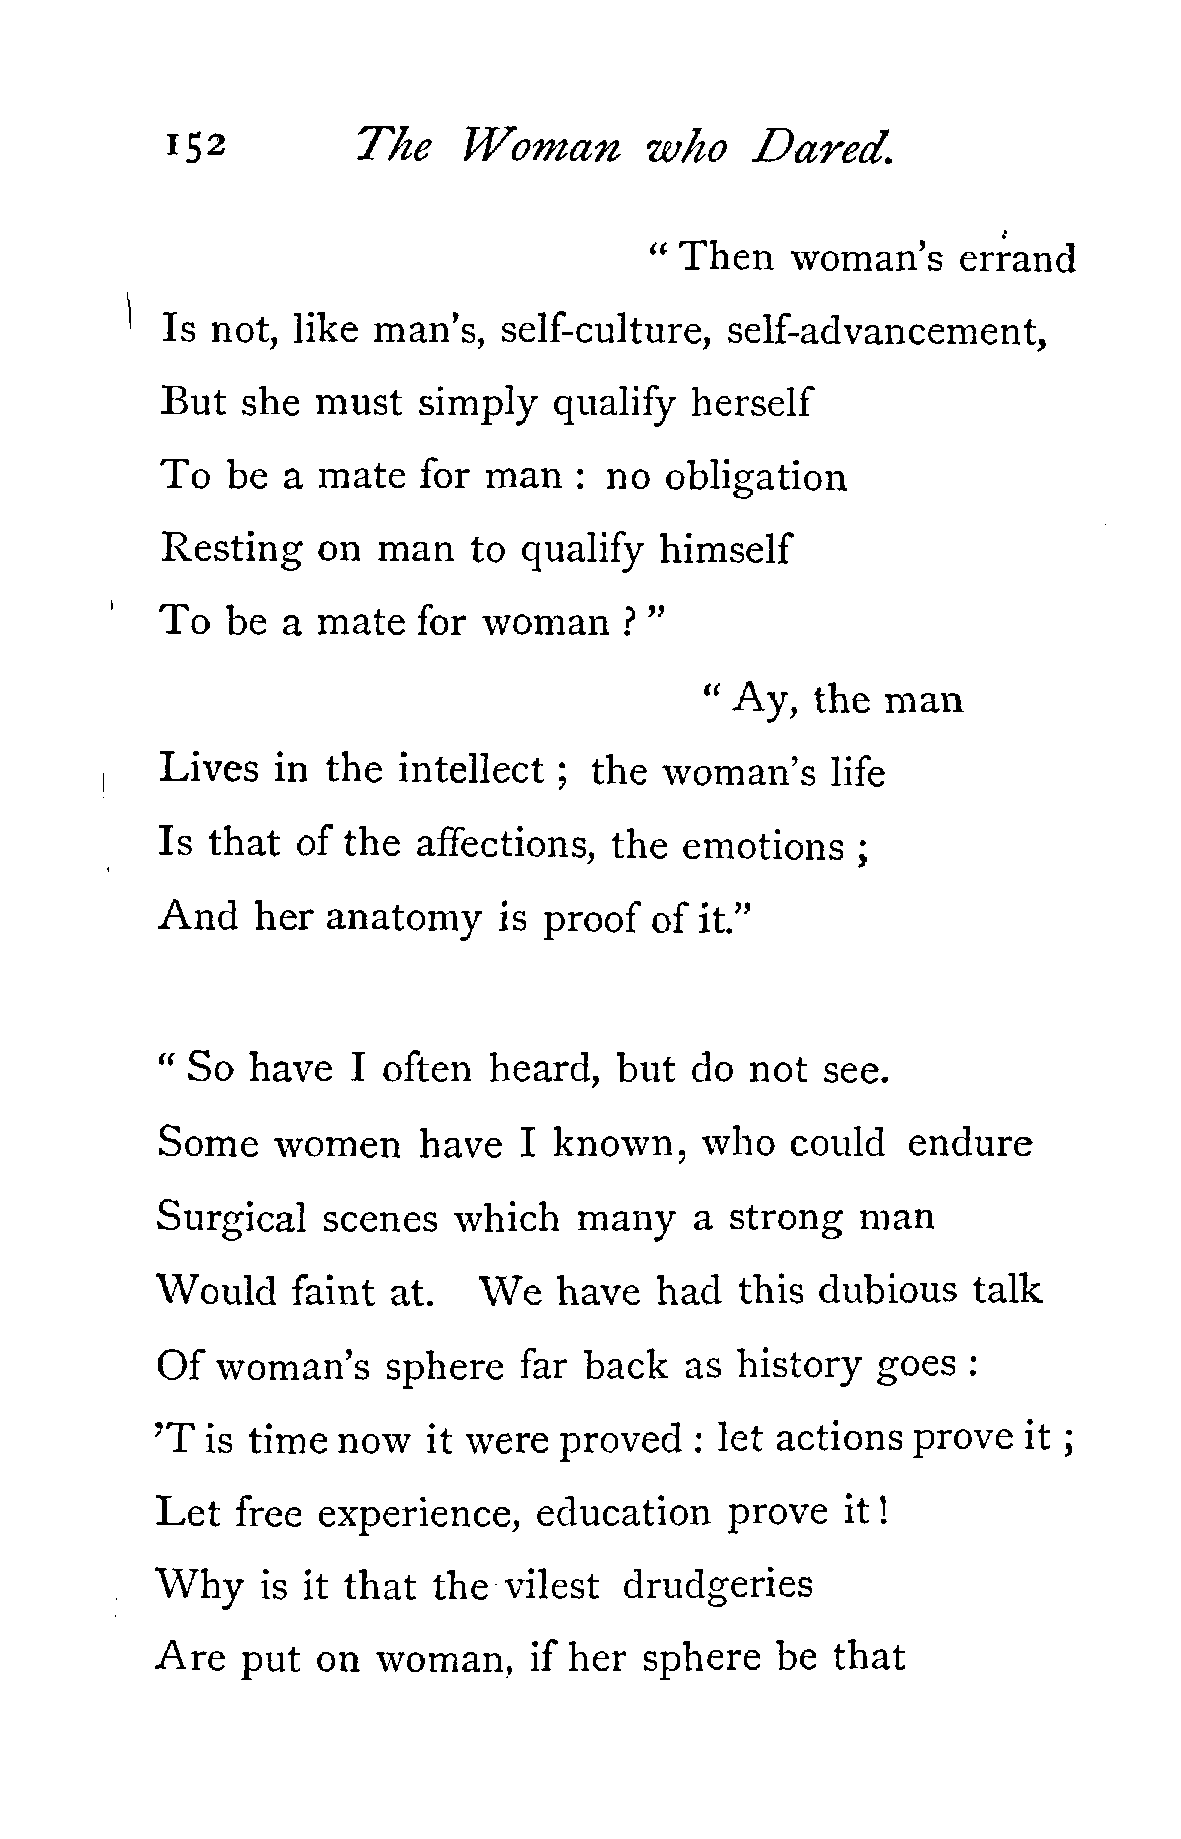 152 The Woman who Dared.
“ Then woman's errand
Is not, like man's, self-culture, self-advancement,
But she must simply qualify herself
To be a mate for man : no obligation
Resting on man to qualify himself
To be a mate for woman ? ”
“ Ay, the man
Lives in the intellect ; the woman's life
Is that of the affections, the emotions ;
And her anatomy is proof of it.”
“ So have I often heard, but do not see.
Some women have I known, who could endure
Surgical scenes which many a strong man
Would faint at. We have had this dubious talk
Of woman's sphere far back as history goes :
’T is time now it were proved : let actions prove it ;
Let free experience, education prove it !
Why is it that the vilest drudgeries
Are put on woman, if her sphere be that